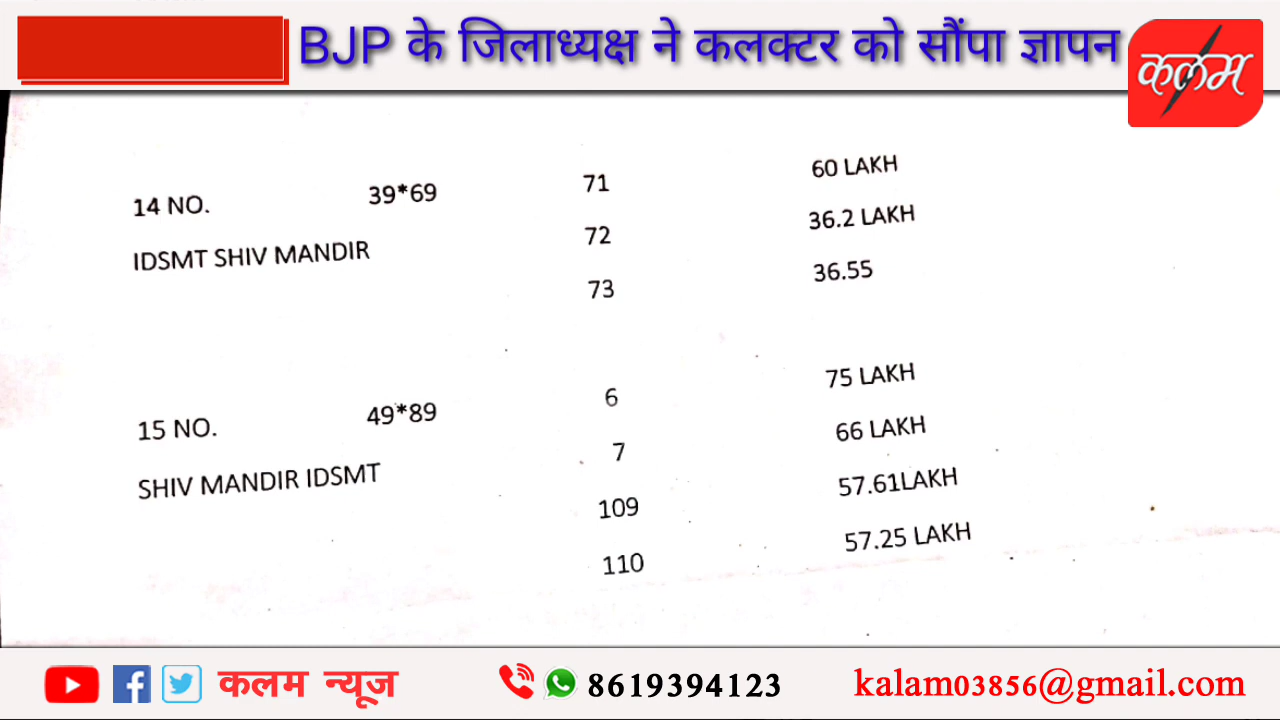 BJP के जिलाध्यक्ष ने कलक्टर को सौंपा ज्ञापन
कलम
14 NO. 39*69 71 60 LAKH
IDSMT SHIV MANDIR 72 36.2 LAKH
73 36.55
15 NO. 49*89 6 75 LAKH
SHIV MANDIR IDSMT 7 66 LAKH
109 57.61LAKH
110 57.25 LAKH
कलम न्यूज 8619394123 kalam03856@gmail.com